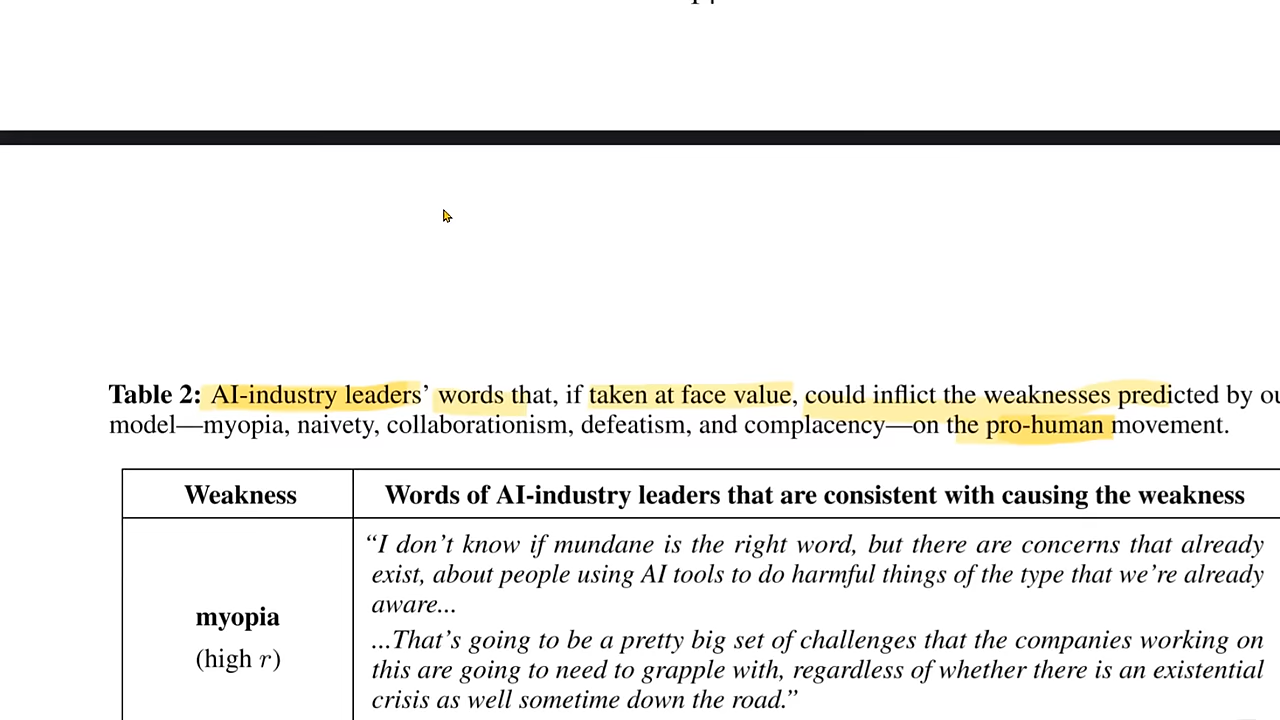 Table 2: AI-industry leaders’ words that, if taken at face value, could inflict the weaknesses predicted by
model—myopia, naivety, collaborationism, defeatism, and complacency—on the pro-human movement.
Weakness
Words of AI-industry leaders that are consistent with causing the weakness
myopia
(high r)
“I don’t know if mundane is the right word, but there are concerns that already
exist, about people using AI tools to do harmful things of the type that we’re already
aware...
...That’s going to be a pretty big set of challenges that the companies working on
this are going to need to grapple with, regardless of whether there is an existential
crisis as well sometime down the road.”